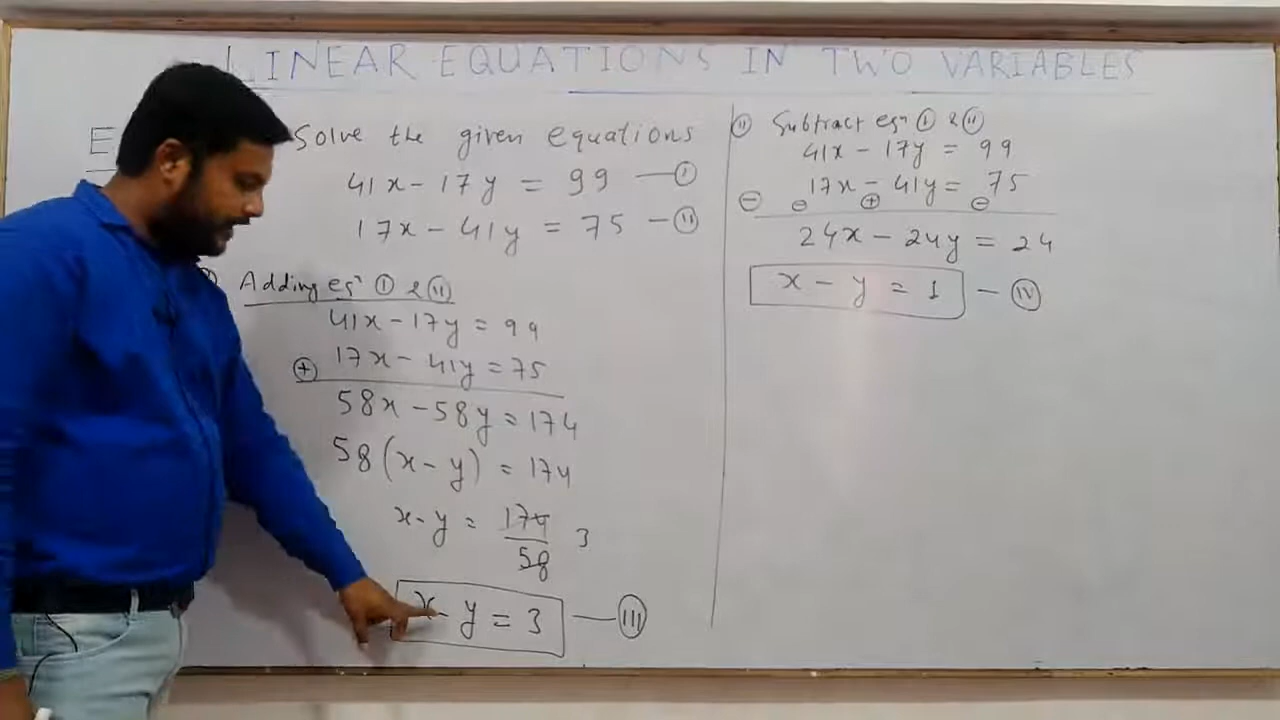 LINEAR EQUATIONS IN TWO VARIABLES
Solve the given equations
41x - 17y = 99 — (I)
17x - 41y = 75 — (II)
Adding eqⁿ (I) & (II)
41x - 17y = 99
(+) 17x - 41y = 75
58x - 58y = 174
58(x - y) = 174
x - y = 174/58 3
x - y = 3 — (III)
(II) Subtract eqⁿ (I) & (II)
41x - 17y = 99
17x - 41y = 75
(-) (-) (+) (-)
24x - 24y = 24
x - y = 1 — (IV)